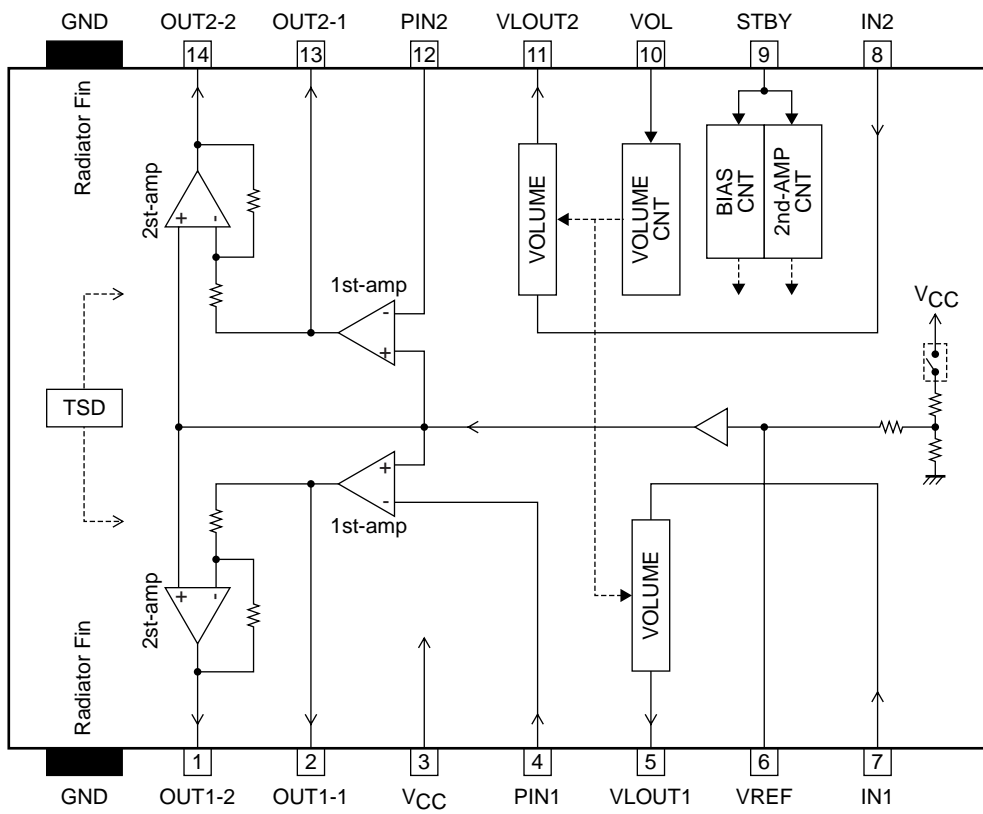 GND OUT2-2 OUT2-1 PIN2 VLOUT2 VOL STBY IN2
14 13 12 11 10 9 8
Radiator Fin
2st-amp
+ -
1st-amp
-
+
VOLUME
VOLUME
CNT
BIAS
CNT
2nd-AMP
CNT
VCC
TSD
+
-
1st-amp
2st-amp
+ -
VOLUME
Radiator Fin
1 2 3 4 5 6 7
GND OUT1-2 OUT1-1 VCC PIN1 VLOUT1 VREF IN1